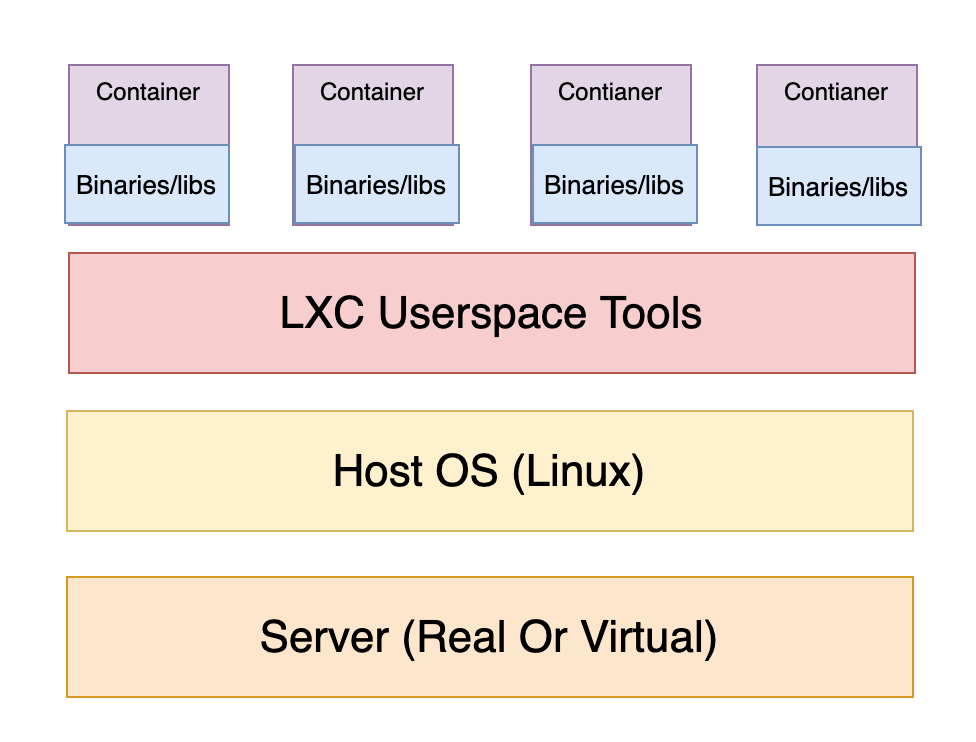 Container
Container
Contianer
Contianer
Binaries/libs
Binaries/libs
Binaries/libs
Binaries/libs
LXC Userspace Tools
Host OS (Linux)
Server (Real Or Virtual)